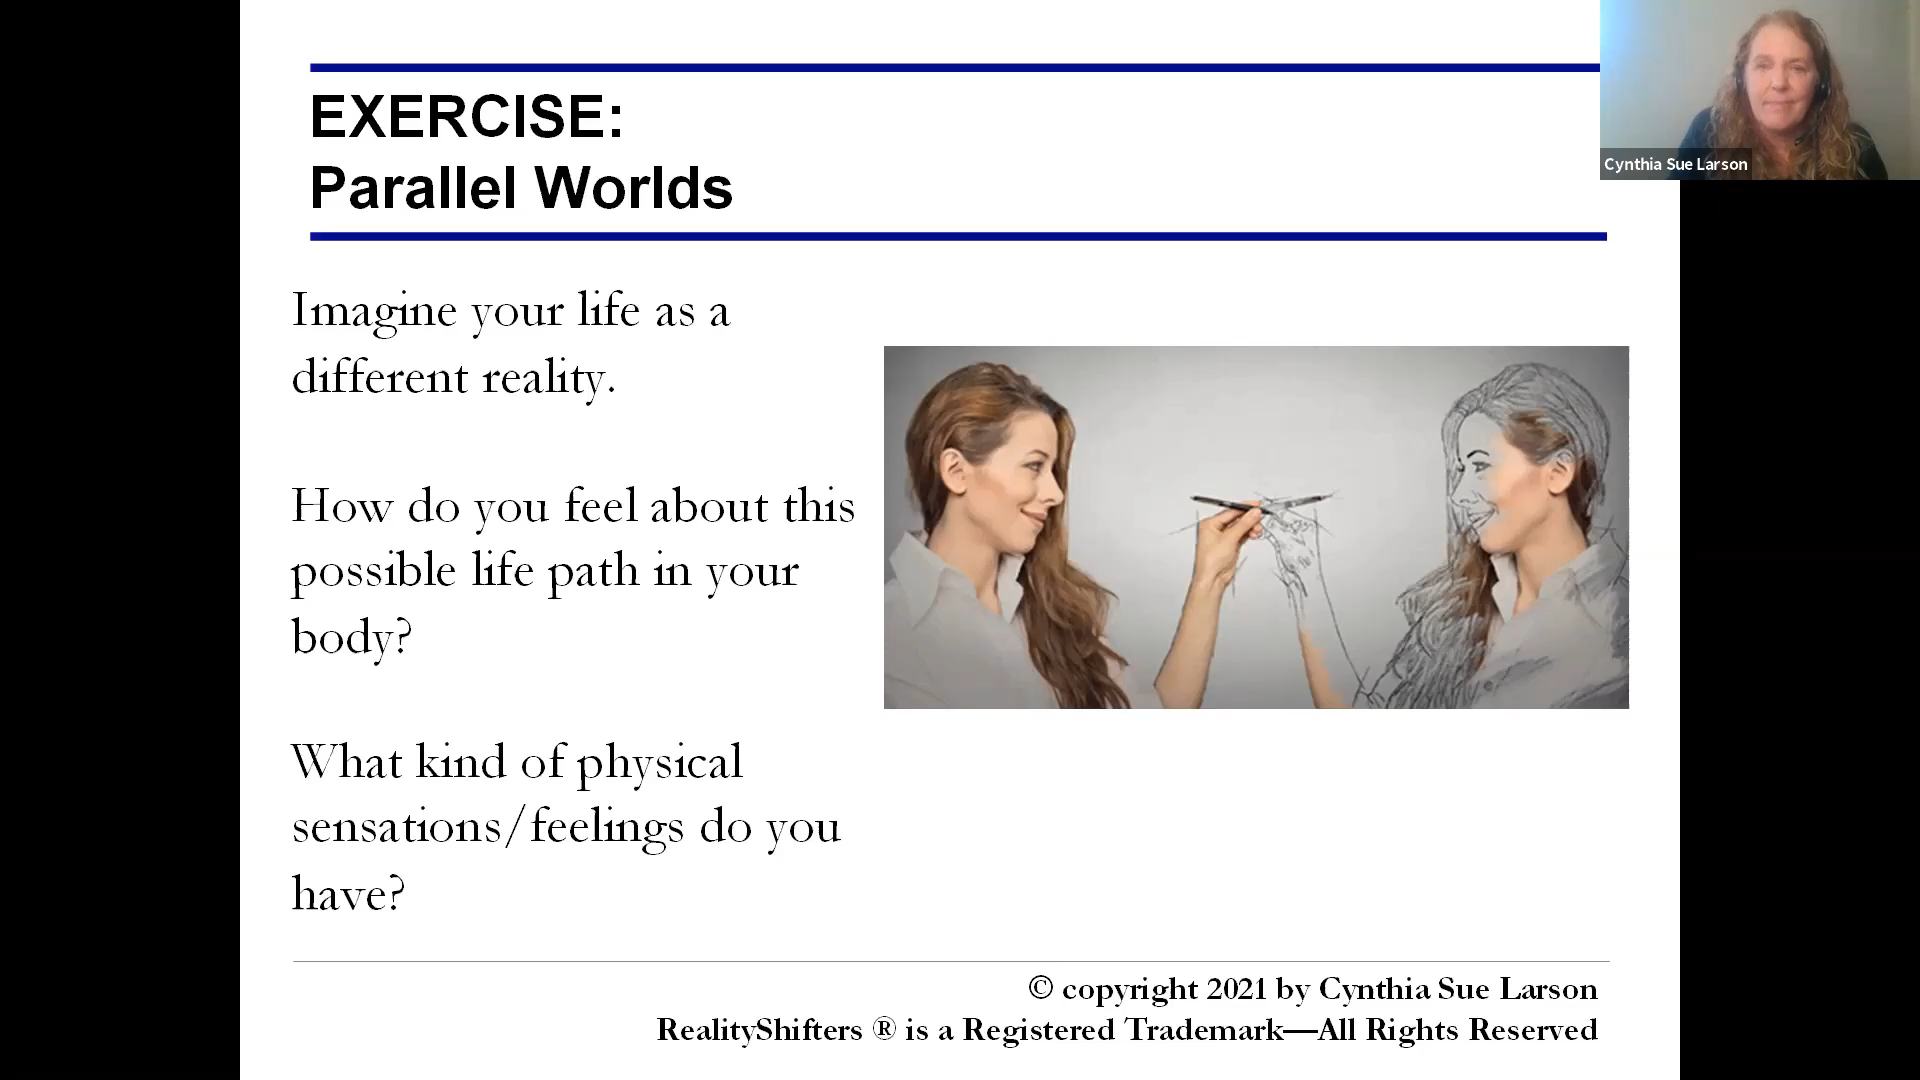 EXERCISE:
Parallel Worlds
Cynthia Sue Larson
Imagine your life as a
different reality.
How do you feel about this
possible life path in your
body?
What kind of physical
sensations/feelings do you
have?
© copyright 2021 by Cynthia Sue Larson
RealityShifters ® is a Registered Trademark—All Rights Reserved